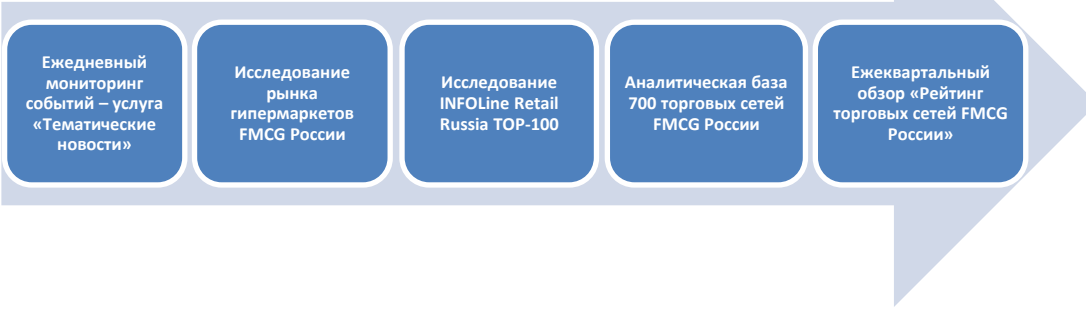 Ежедневный
мониторинг
событий – услуга
«Тематические
новости»
Исследование
рынка
гипермаркетов
FMCG России
Исследование
INFOLine Retail
Russia TOP-100
Аналитическая база
700 торговых сетей
FMCG России
Ежеквартальный
обзор «Рейтинг
торговых сетей FMCG
России»